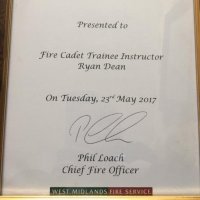 Presented to
Fire Cadet Trainee Instructor
Ryan Dean
On Tuesday, 23rd May 2017
Phil Loach
Chief Fire Officer
WEST MIDLANDS FIRE SERVICE